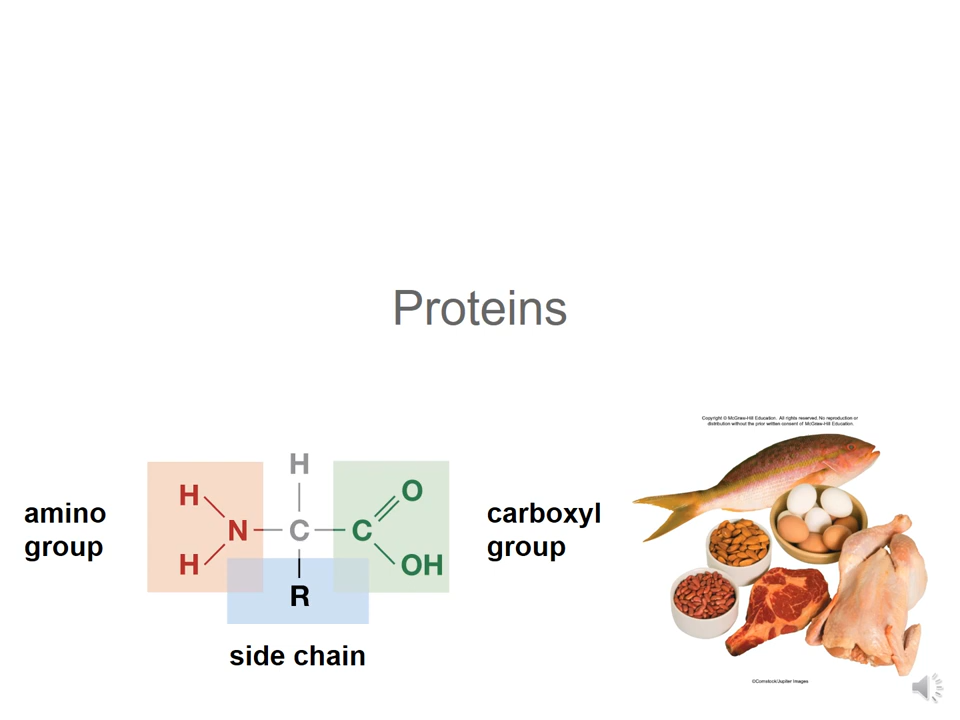 Proteins
Copyright © McGraw-Hill Education. All rights reserved. No reproduction or
distribution without the prior written consent of McGraw-Hill Education.
amino
group
H
H
N
H
C
R
C
O
OH
side chain
carboxyl
group
©Comstock/Jupiter Images